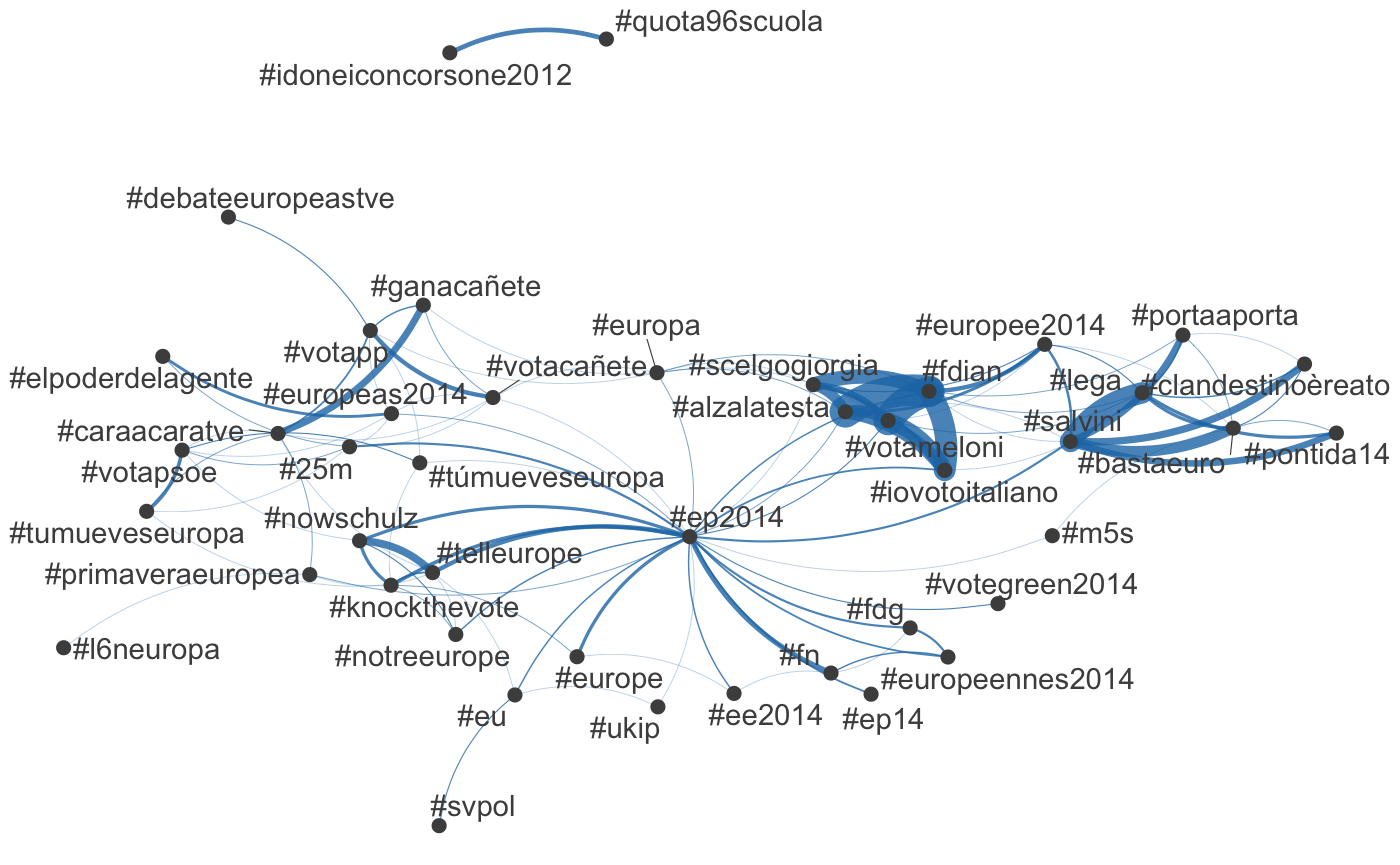 #quota96scuola
#idoneiconcorsone2012
#debateeuropeastve
#ganacañete
#europa
#europee2014
#portaaporta
#votapp
#votacañete
#scelgogiorgia
#fdian
#elpoderdelagente
#europeas2014
#lega
#clandestinoèreato
#alzalatesta
#salvini
#caraacaratve
#votameloni
#votapsoe
#25m
#túmueveseuropa
#bastaeuro
#pontida14
#iovotoitaliano
#nowschulz
#ep2014
#tumueveseuropa
#m5s
#telleurope
#primaveraeuropea
#votegreen2014
#knockthevote
#fdg
#l6neuropa
#notreeurope
#fn
#europe
#europeennes2014
#eu
#ukip
#ee2014
#ep14
#svpol